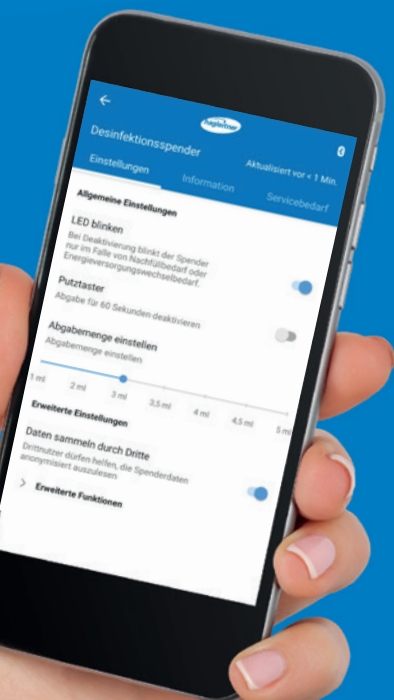 Desinfektionsspender
Aktualisiert vor < 1 Min.
Einstellungen
Information
Servicebedarf
Allgemeine Einstellungen
LED blinken
Bei Deaktivierung blinkt der Spender
nur im Falle von Nachfüllbedarf oder
Energieversorgungswechselbedarf.
Putztaster
Abgabe für 60 Sekunden deaktivieren
Abgabemenge einstellen
Abgabemenge einstellen
1 ml
2 ml
3 ml
3,5 ml
4 ml
4,5 ml
5 ml
Erweiterte Einstellungen
Daten sammeln durch Dritte
Drittnutzer dürfen helfen, die Spenderdaten
anonymisiert auszulesen
Erweiterte Funktionen